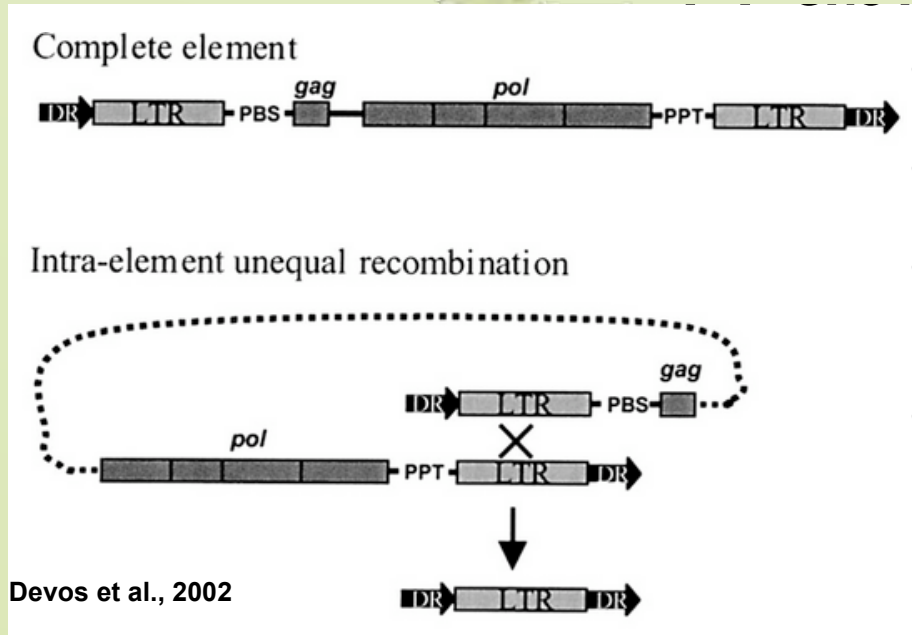 Complete element
gag
pol
DR LTR PBS PPT LTR DR
Intra-element unequal recombination
gag
DR LTR PBS
pol
PPT LTR DR
Devos et al., 2002
DR LTR DR